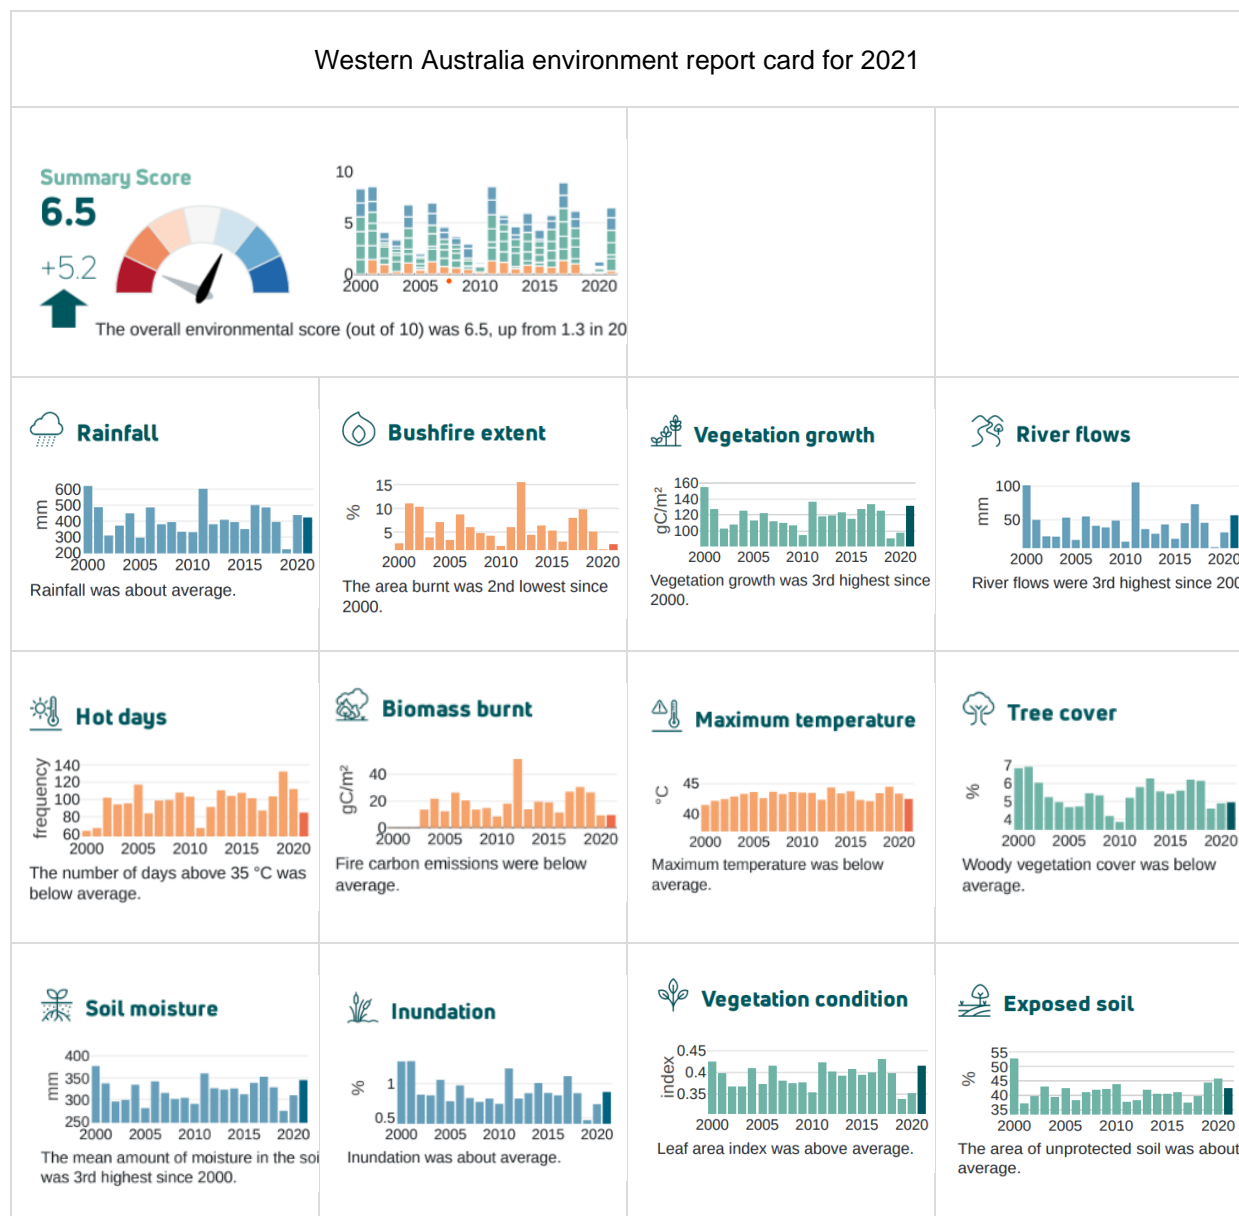 Western Australia environment report card for 2021
Summary Score
6.5
+5.2
10
5
0
2000 2005 2010 2015 2020
The overall environmental score (out of 10) was 6.5, up from 1.3 in 20
Rainfall
mm
600
500
400
300
200
2000 2005 2010 2015 2020
Rainfall was about average.
Bushfire extent
%
15
10
5
2000 2005 2010 2015 2020
The area burnt was 2nd lowest since
2000.
Vegetation growth
gC/m²
160
140
120
100
2000 2005 2010 2015 2020
Vegetation growth was 3rd highest since
2000.
River flows
mm
100
50
2000 2005 2010 2015 2020
River flows were 3rd highest since 200
Hot days
frequency
140
120
100
80
60
2000 2005 2010 2015 2020
The number of days above 35 °C was
below average.
Biomass burnt
gC/m²
40
20
0
2000 2005 2010 2015 2020
Fire carbon emissions were below
average.
Maximum temperature
°C
45
40
2000 2005 2010 2015 2020
Maximum temperature was below
average.
Tree cover
%
7
6
5
4
2000 2005 2010 2015 2020
Woody vegetation cover was below
average.
Soil moisture
mm
400
350
300
250
2000 2005 2010 2015 2020
The mean amount of moisture in the soi
was 3rd highest since 2000.
Inundation
%
1
0.5
2000 2005 2010 2015 2020
Inundation was about average.
Vegetation condition
index
0.45
0.4
0.35
2000 2005 2010 2015 2020
Leaf area index was above average.
Exposed soil
%
55
50
45
40
35
2000 2005 2010 2015 2020
The area of unprotected soil was about
average.